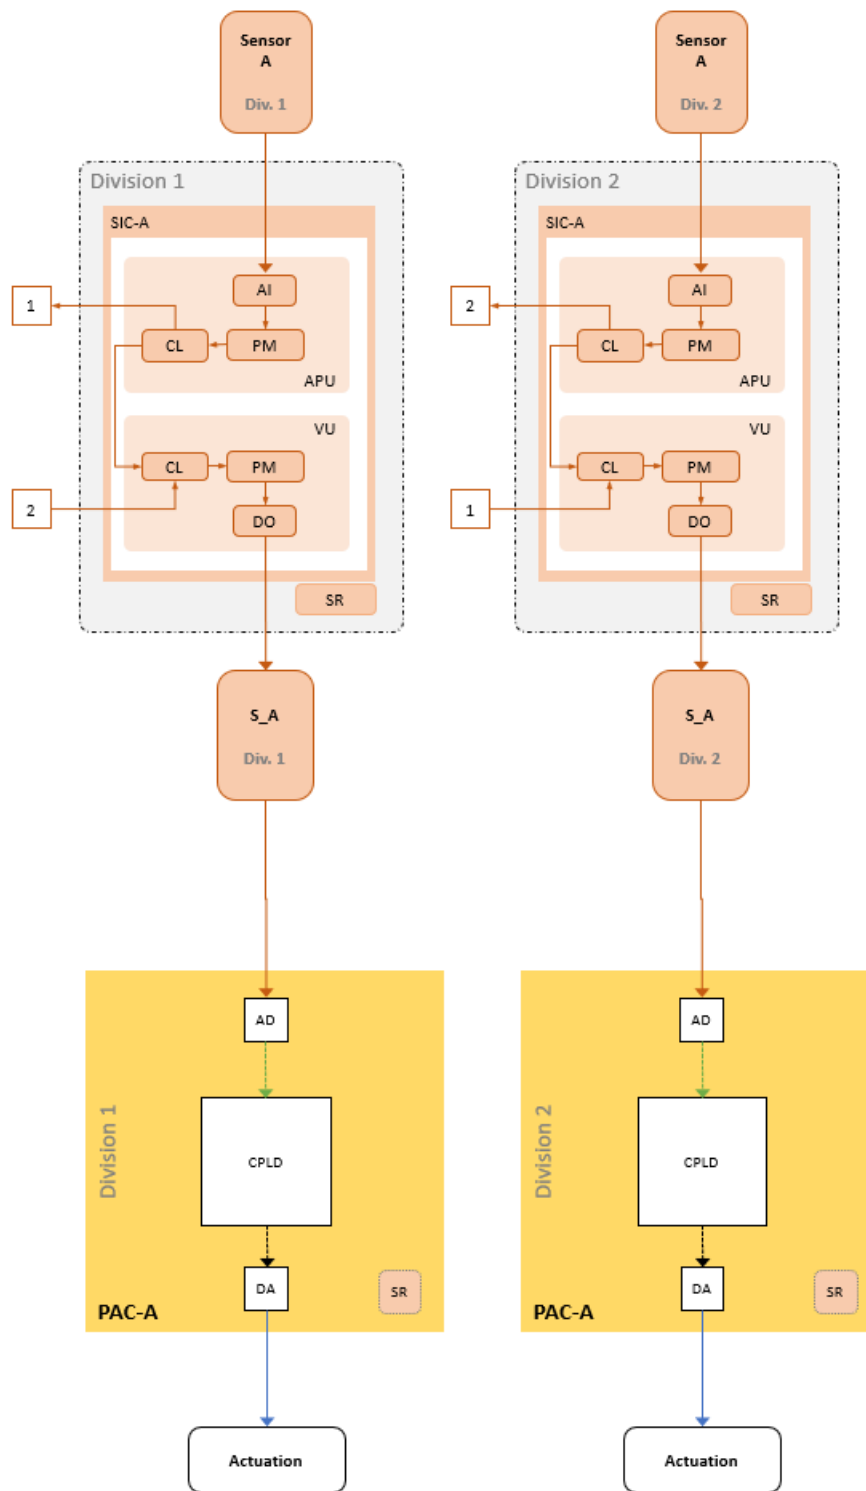 Sensor
A
Div. 1
Division 1
SIC-A
AI
1
CL
PM
APU
VU
CL
PM
2
DO
SR
S_A
Div. 1
AD
Division 1
CPLD
DA
SR
PAC-A
Actuation
Sensor
A
Div. 2
Division 2
SIC-A
AI
2
CL
PM
APU
VU
CL
PM
1
DO
SR
S_A
Div. 2
AD
Division 2
CPLD
DA
SR
PAC-A
Actuation